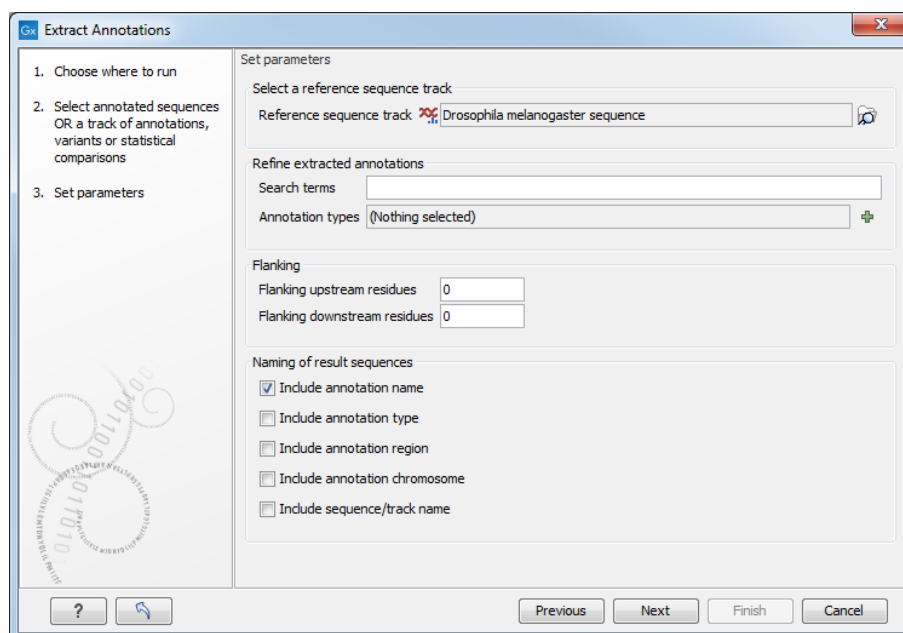 Gx Extract Annotations
1. Choose where to run
2. Select annotated sequences
OR a track of annotations,
variants or statistical
comparisons
3. Set parameters
Set parameters
Select a reference sequence track
Reference sequence track Drosophila melanogaster sequence
Refine extracted annotations
Search terms
Annotation types (Nothing selected)
Flanking
Flanking upstream residues 0
Flanking downstream residues 0
Naming of result sequences
Include annotation name
Include annotation type
Include annotation region
Include annotation chromosome
Include sequence/track name
? Previous Next Finish Cancel